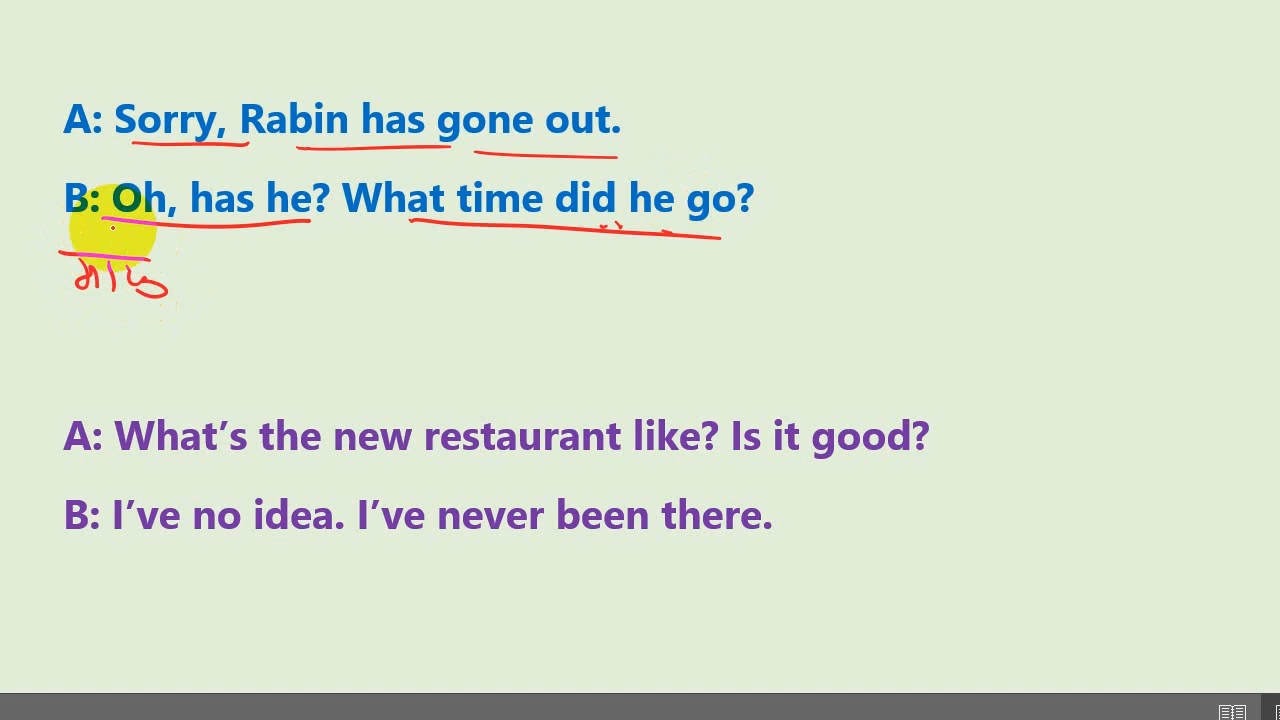 A: Sorry, Rabin has gone out.
B: Oh, has he? What time did he go?
A: What’s the new restaurant like? Is it good?
B: I’ve no idea. I’ve never been there.